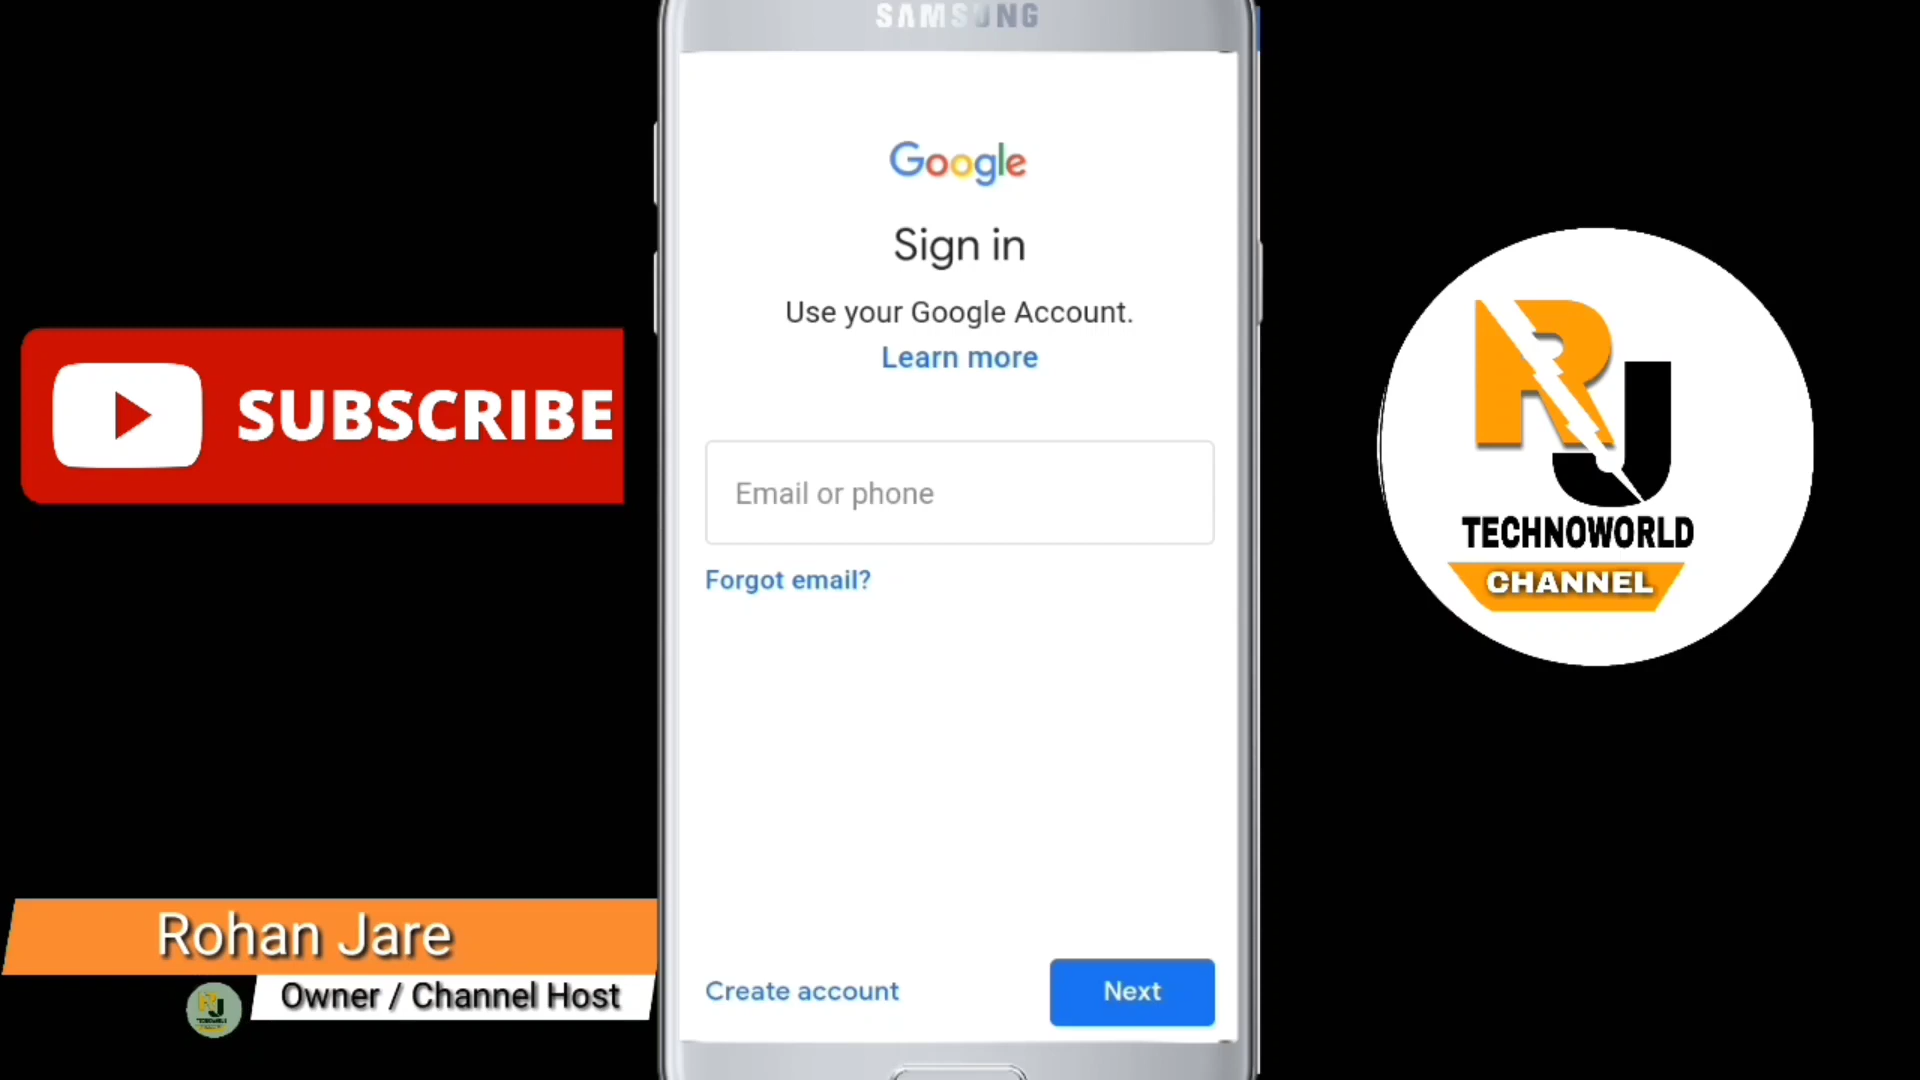 SAMSUNG
Google
Sign in
Use your Google Account.
Learn more
Email or phone
Forgot email?
Create account
Next
SUBSCRIBE
RJ
TECHNOWORLD
CHANNEL
Rohan Jare
Owner / Channel Host